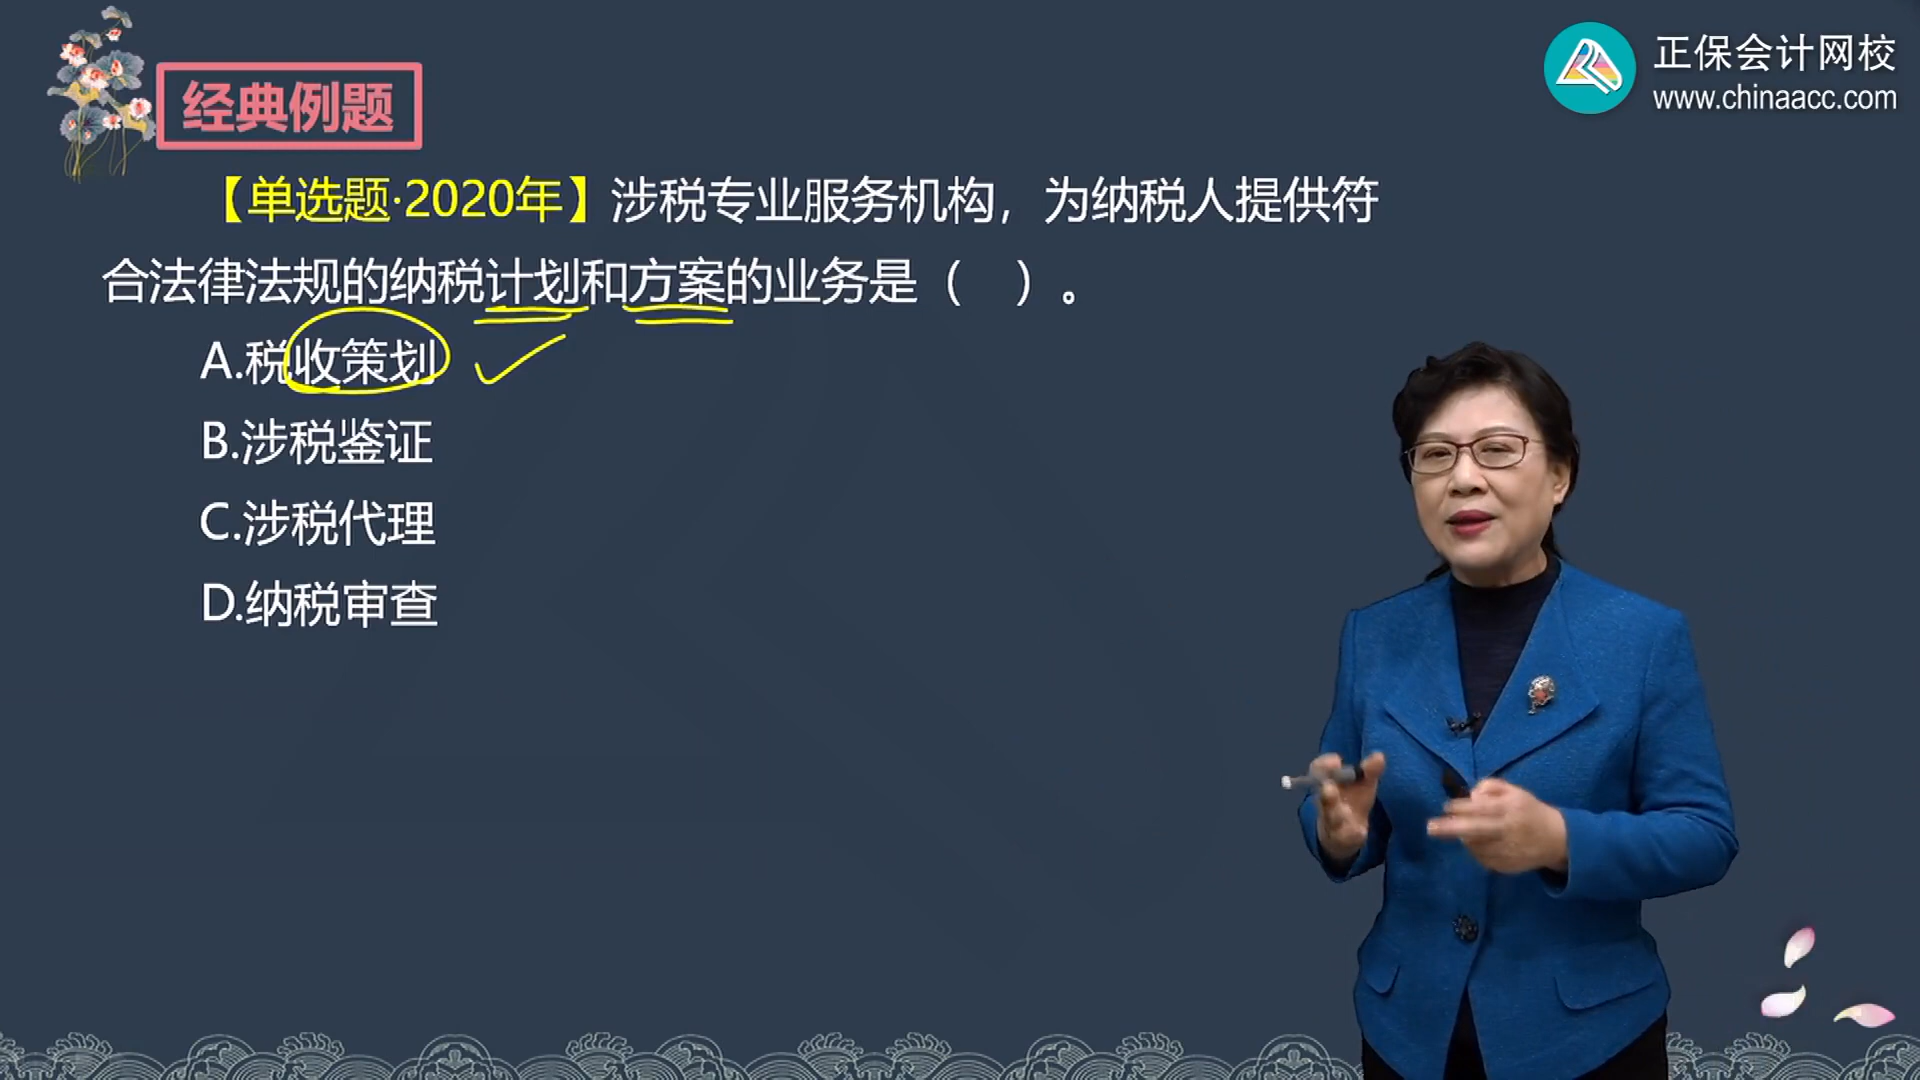 正保会计网校
www.chinaacc.com
经典例题
【单选题·2020年】涉税专业服务机构，为纳税人提供符
合法律法规的纳税计划和方案的业务是（ ）。
A.税收策划
B.涉税鉴证
C.涉税代理
D.纳税审查